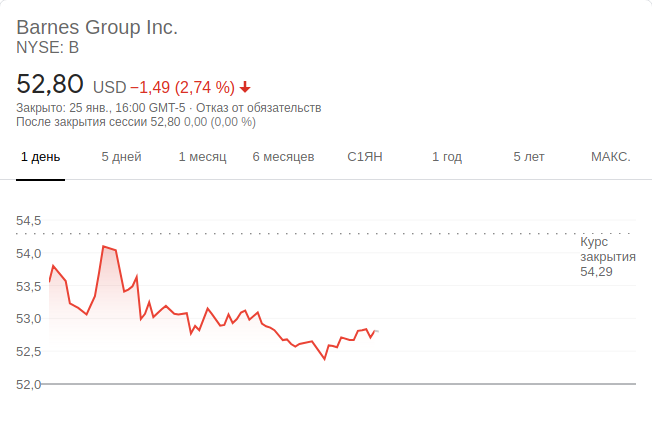 Barnes Group Inc.
NYSE: B
52,80 USD −1,49 (2,74 %)
Закрыто: 25 янв., 16:00 GMT-5 · Отказ от обязательств
После закрытия сессии 52,80 0,00 (0,00 %)
1 день 5 дней 1 месяц 6 месяцев С1ЯН 1 год 5 лет МАКС.
54,5
Курс
закрытия
54,29
54,0
53,5
53,0
52,5
52,0